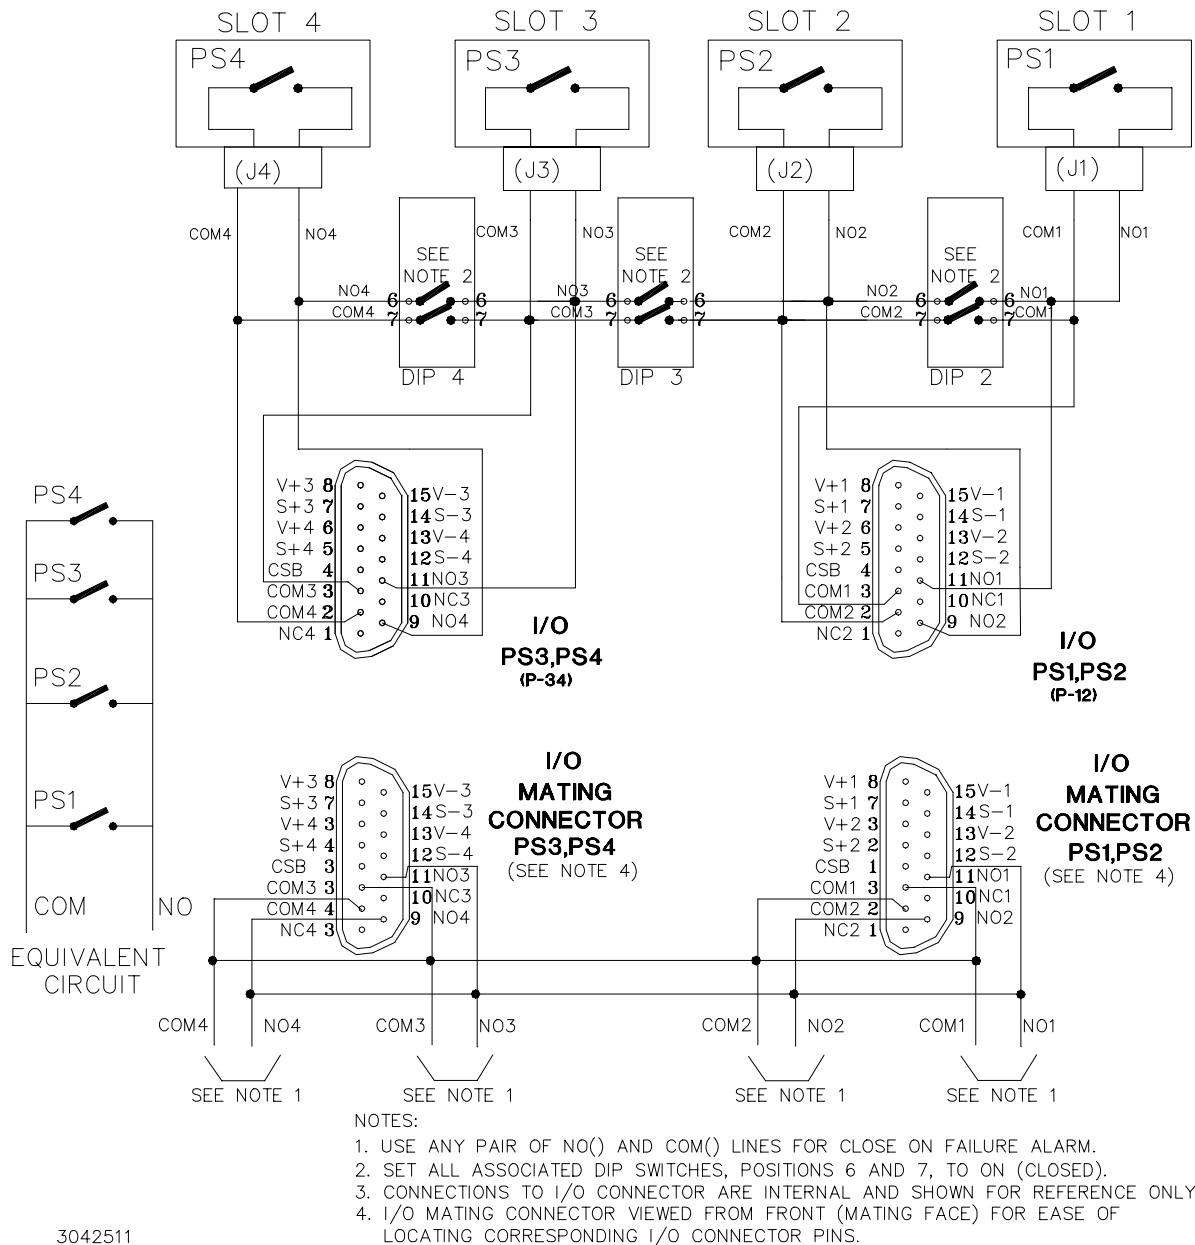 SLOT 4
SLOT 3
SLOT 2
SLOT 1
PS4
PS3
PS2
PS1
(J4)
(J3)
(J2)
(J1)
COM4
NO4
COM3
NO3
COM2
NO2
COM1
NO1
SEE
NOTE 2
SEE
NOTE 2
SEE
NOTE 2
NO4
6
6
NO3
6
6
NO2
6
6
NO1
COM4
7
7
COM3
7
7
COM2
7
7
COM1
DIP 4
DIP 3
DIP 2
V+3 8
S+3 7
V+4 6
S+4 5
CSB 4
COM3 3
COM4 2
NC4 1
15 V-3
14 S-3
13 V-4
12 S-4
11 NO3
10 NC3
9 NO4
I/O
PS3,PS4
(P-34)
V+1 8
S+1 7
V+2 6
S+2 5
CSB 4
COM1 3
COM2 2
NC2 1
15 V-1
14 S-1
13 V-2
12 S-2
11 NO1
10 NC1
9 NO2
I/O
PS1,PS2
(P-12)
PS4
PS3
PS2
PS1
COM
NO
EQUIVALENT
CIRCUIT
V+3 8
S+3 7
V+4 3
S+4 4
CSB 3
COM3 3
COM4 4
NC4 3
15 V-3
14 S-3
13 V-4
12 S-4
11 NO3
10 NC3
9 NO4
I/O
MATING
CONNECTOR
PS3,PS4
(SEE NOTE 4)
V+1 8
S+1 7
V+2 3
S+2 2
CSB 1
COM1 3
COM2 2
NC2 1
15 V-1
14 S-1
13 V-2
12 S-2
11 NO1
10 NC1
9 NO2
I/O
MATING
CONNECTOR
PS1,PS2
(SEE NOTE 4)
COM4
NO4
COM3
NO3
COM2
NO2
COM1
NO1
SEE NOTE 1
SEE NOTE 1
SEE NOTE 1
SEE NOTE 1
NOTES:
1. USE ANY PAIR OF NO() AND COM() LINES FOR CLOSE ON FAILURE ALARM.
2. SET ALL ASSOCIATED DIP SWITCHES, POSITIONS 6 AND 7, TO ON (CLOSED).
3. CONNECTIONS TO I/O CONNECTOR ARE INTERNAL AND SHOWN FOR REFERENCE ONLY
4. I/O MATING CONNECTOR VIEWED FROM FRONT (MATING FACE) FOR EASE OF
LOCATING CORRESPONDING I/O CONNECTOR PINS.
3042511